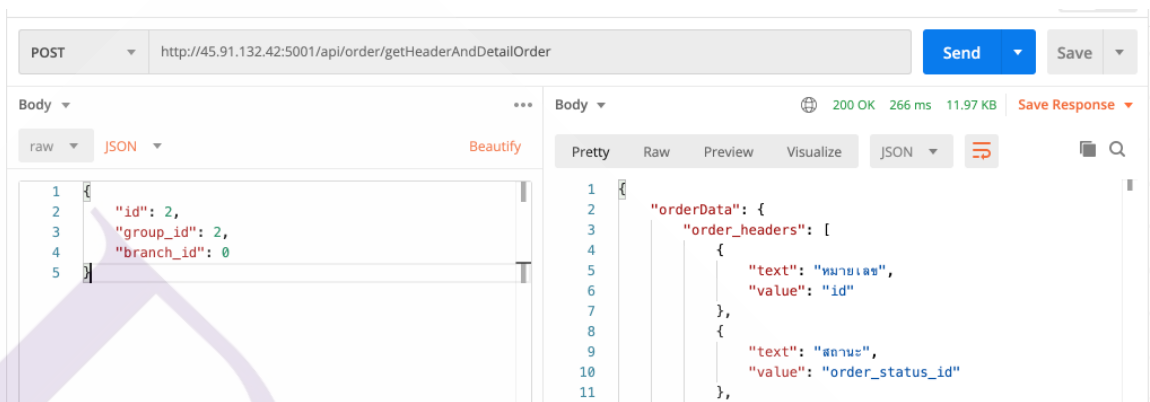 POST http://45.91.132.42:5001/api/order/getHeaderAndDetailOrder Send Save
Body ••• Body 200 OK 266 ms 11.97 KB Save Response
raw JSON Beautify Pretty Raw Preview Visualize JSON
1 {
2 "id": 2,
3 "group_id": 2,
4 "branch_id": 0
5 }
1 {
2 "orderData": {
3 "order_headers": [
4 {
5 "text": "หมายเลข",
6 "value": "id"
7 },
8 {
9 "text": "สถานะ",
10 "value": "order_status_id"
11 },